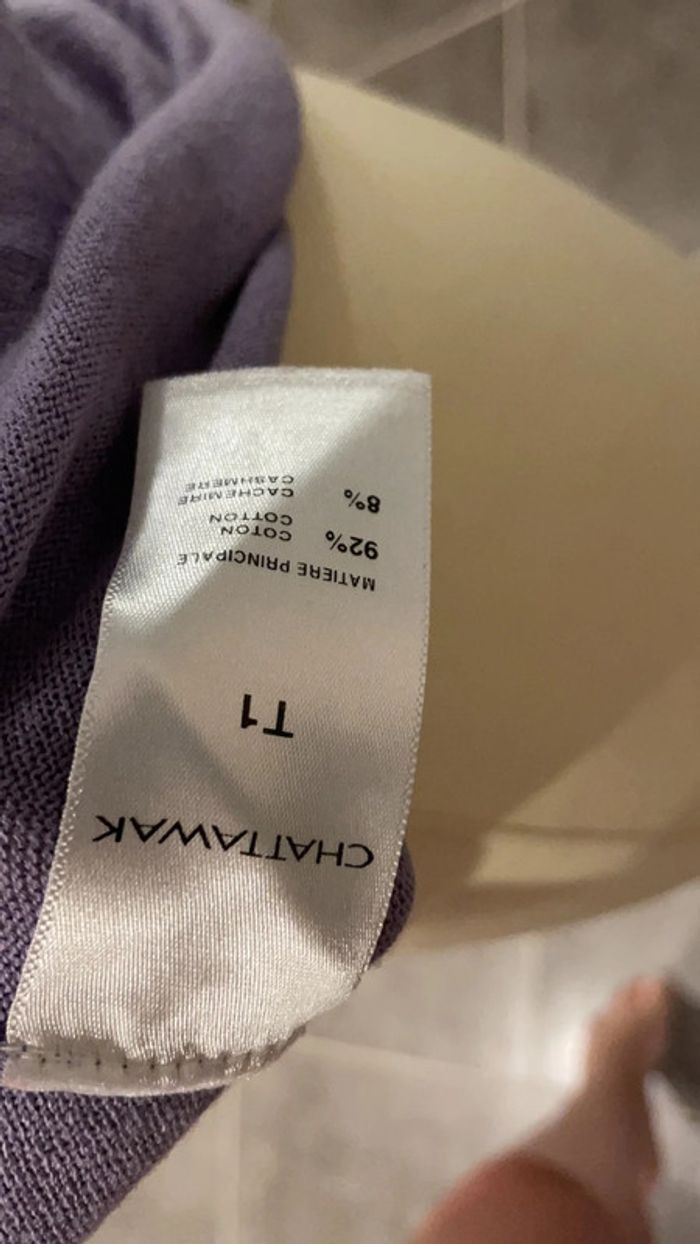 CHATTAWAK
T1
MATIERE PRINCIPALE
92% COTON
COTTON
8% CACHEMIRE
CASHMERE